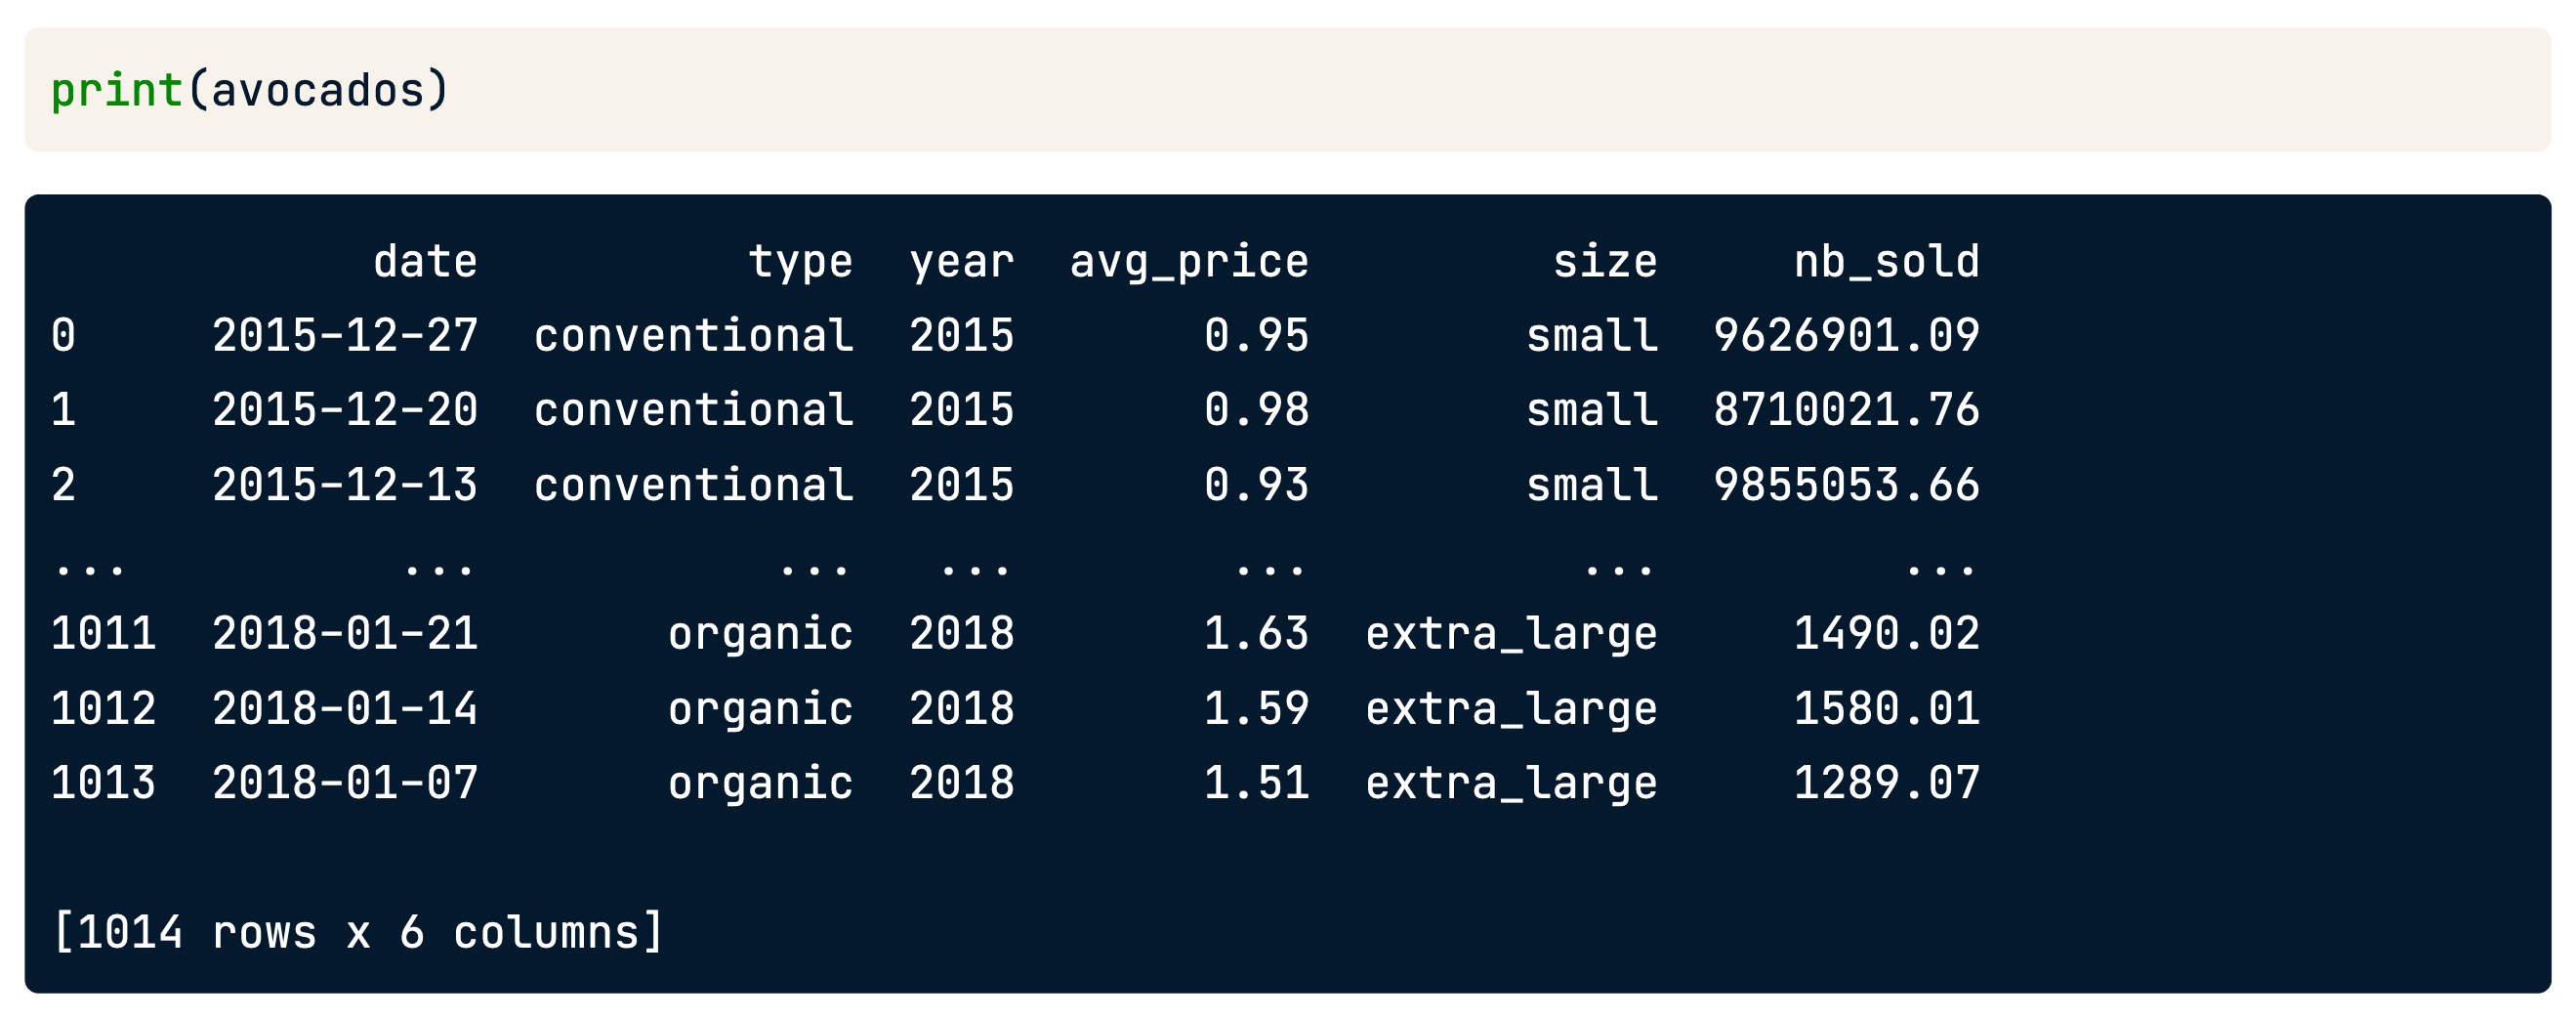 print(avocados)
date type year avg_price size nb_sold
0 2015-12-27 conventional 2015 0.95 small 9626901.09
1 2015-12-20 conventional 2015 0.98 small 8710021.76
2 2015-12-13 conventional 2015 0.93 small 9855053.66
... ... ... ... ... ... ...
1011 2018-01-21 organic 2018 1.63 extra_large 1490.02
1012 2018-01-14 organic 2018 1.59 extra_large 1580.01
1013 2018-01-07 organic 2018 1.51 extra_large 1289.07
[1014 rows x 6 columns]